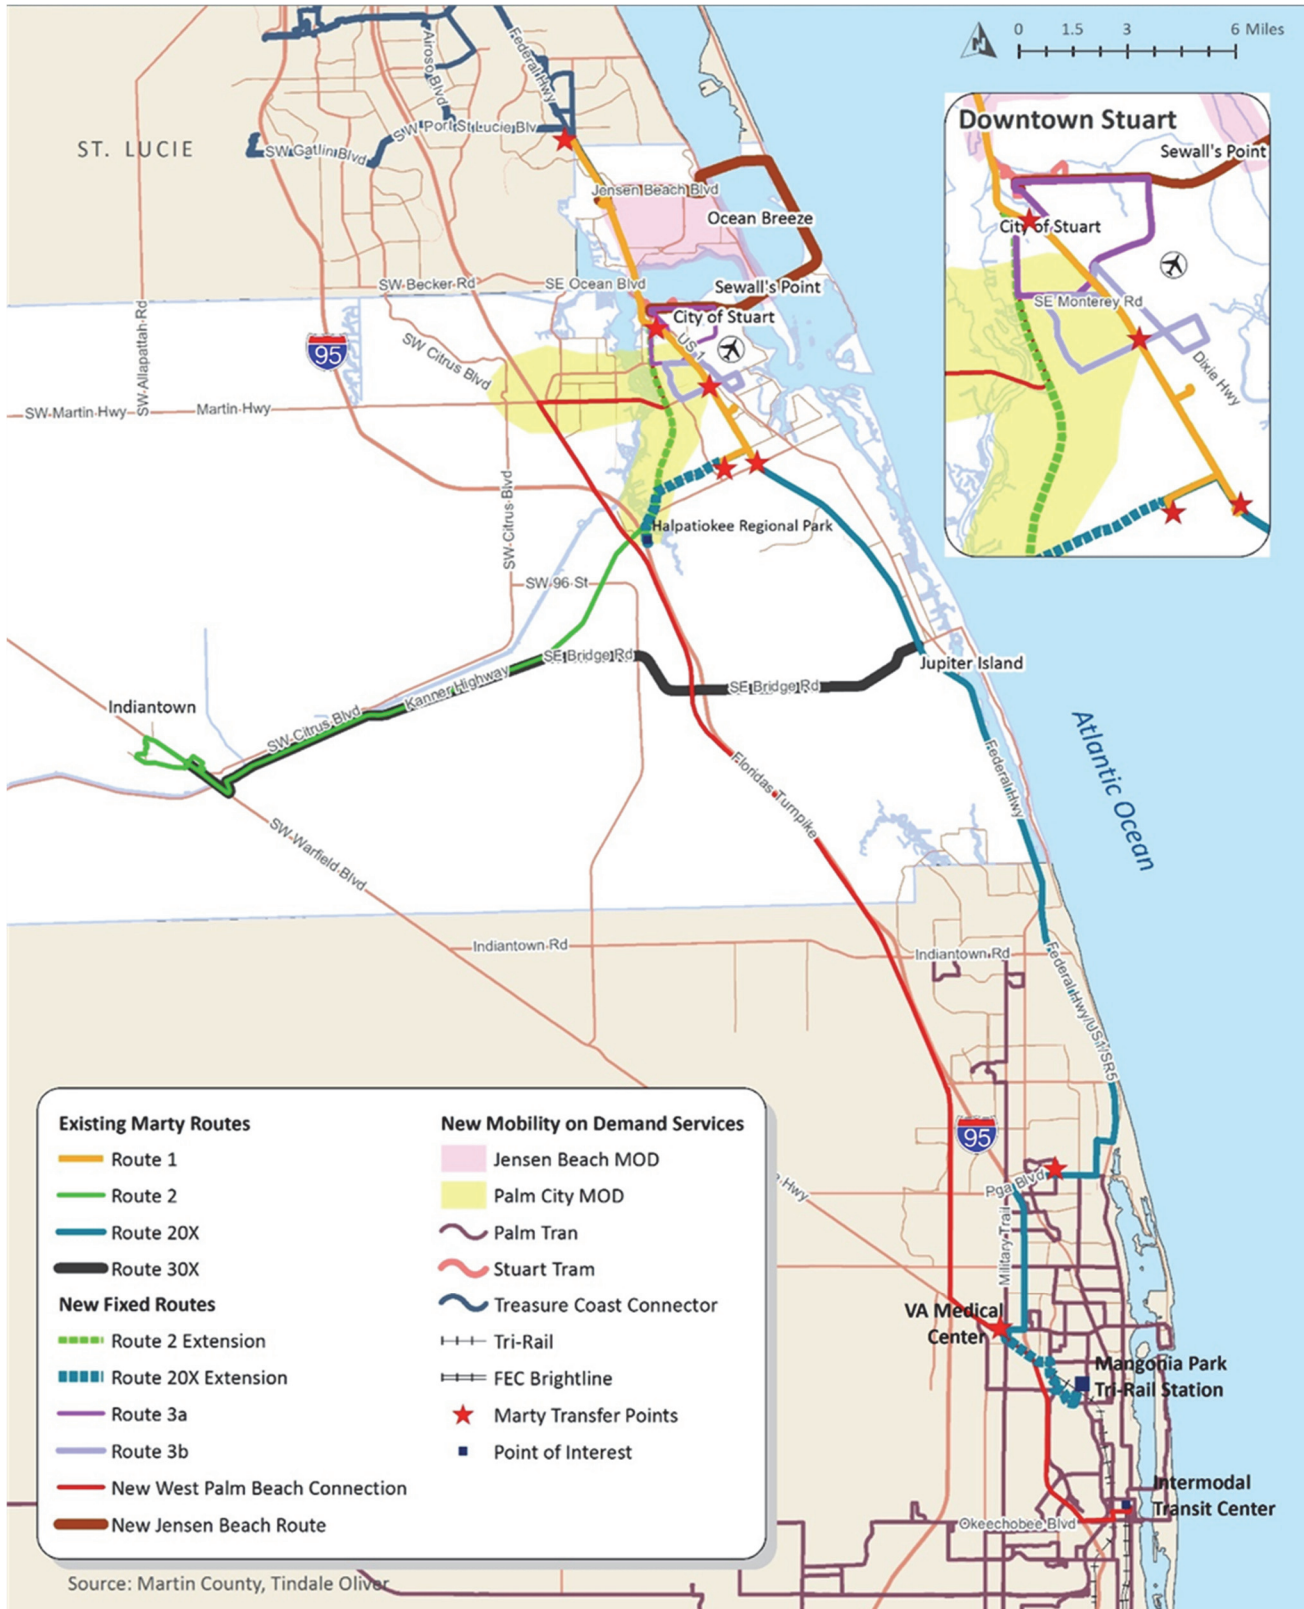 0 1.5 3 6 Miles
N
Downtown Stuart
Sewall's Point
City of Stuart
SE Monterey Rd
Dixie Hwy
Federal Hwy
Airoso Blvd
SW Port St Lucie Blv
SW Gatlin Blvd
ST. LUCIE
Jensen Beach Blvd
Ocean Breeze
SW Becker Rd
SE Ocean Blvd
Sewall's Point
City of Stuart
US 1
95
SW Allapattah Rd
SW Citrus Blvd
SW Martin Hwy
Martin Hwy
SW Citrus Blvd
Halpatiokee Regional Park
SW 96 St
SE Bridge Rd
Jupiter Island
SE Bridge Rd
Kanner Highway
Indiantown
SW Citrus Blvd
Atlantic Ocean
Federal Hwy
Floridas Turnpike
SW Warfield Blvd
Indiantown Rd
Indiantown Rd
Federal Hwy/US1/SR5
95
Pga Blvd
Hwy
Military Trail
VA Medical
Center
Mangonia Park
Tri-Rail Station
Intermodal
Transit Center
Okeechobee Blvd
Existing Marty Routes
Route 1
Route 2
Route 20X
Route 30X
New Fixed Routes
Route 2 Extension
Route 20X Extension
Route 3a
Route 3b
New West Palm Beach Connection
New Jensen Beach Route
New Mobility on Demand Services
Jensen Beach MOD
Palm City MOD
Palm Tran
Stuart Tram
Treasure Coast Connector
Tri-Rail
FEC Brightline
Marty Transfer Points
Point of Interest
Source: Martin County, Tindale Oliver